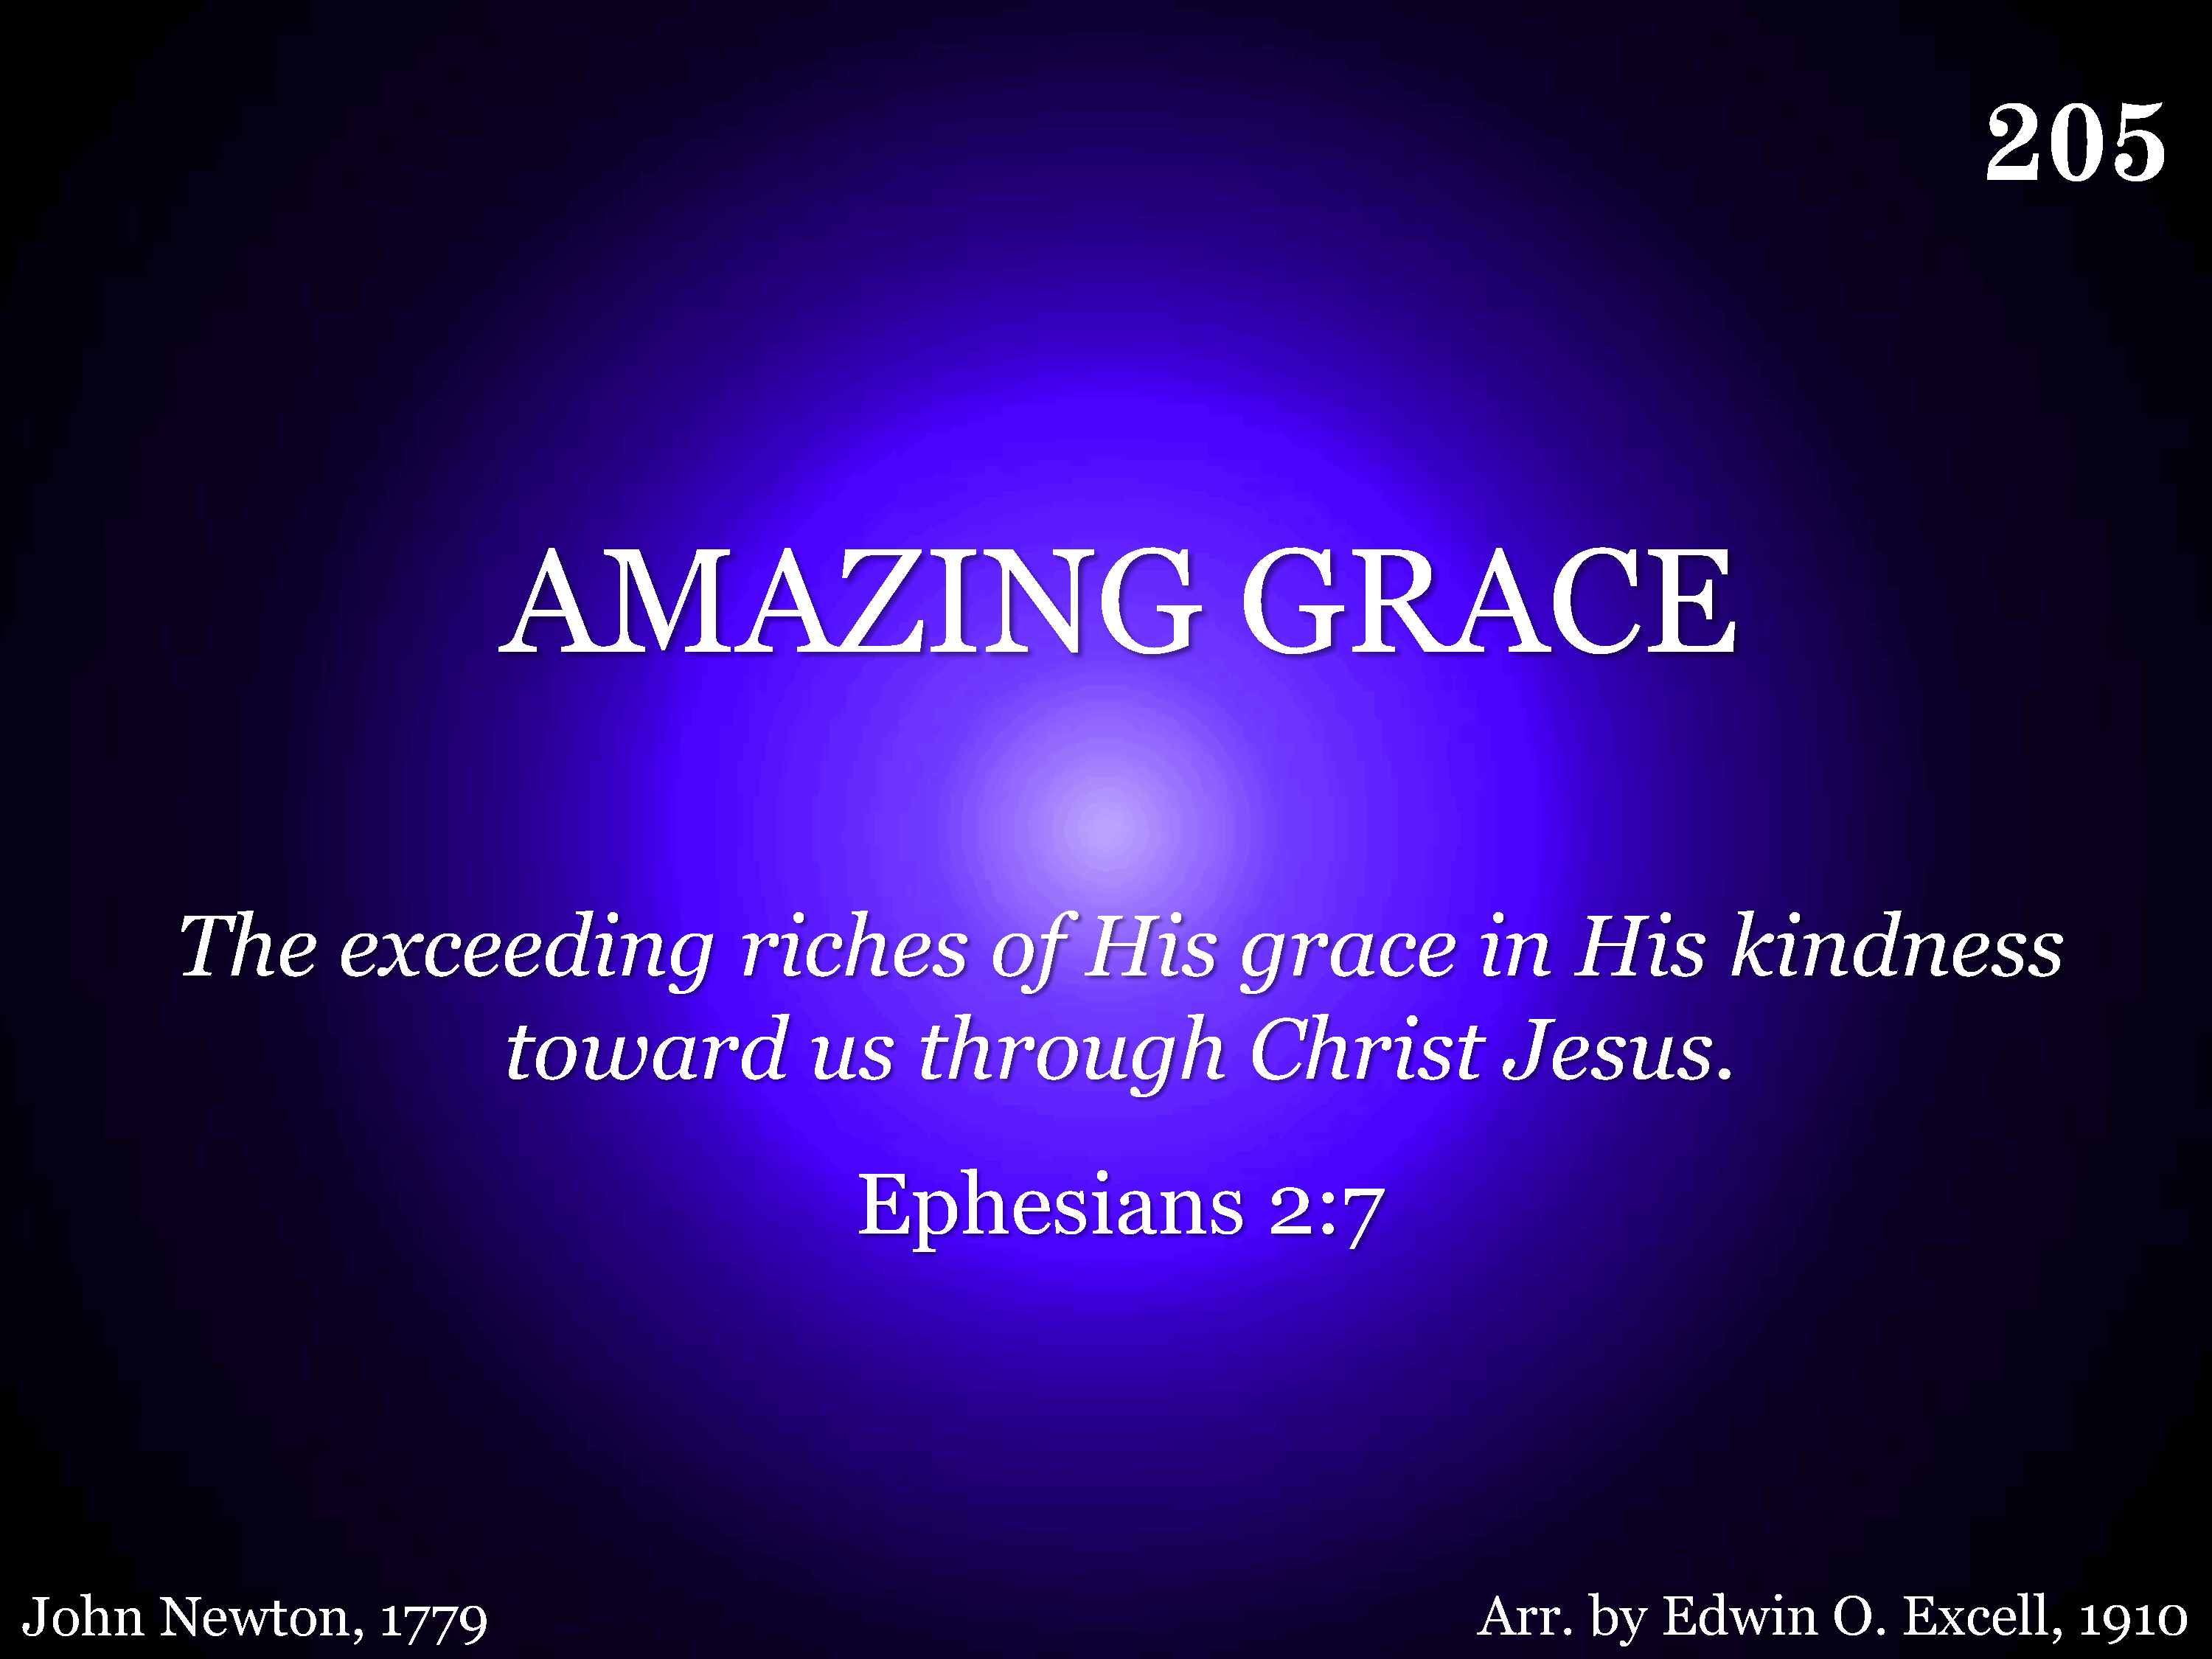 205
AMAZING GRACE
The exceeding riches of His grace in His kindness
toward us through Christ Jesus.
Ephesians 2:7
John Newton, 1779
Arr. by Edwin O. Excell, 1910